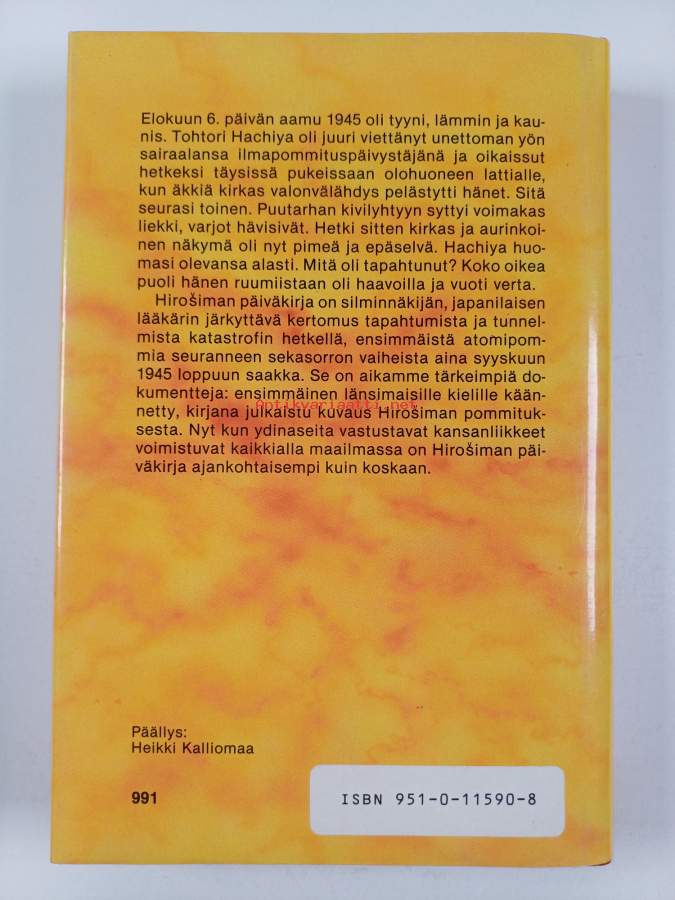 Elokuun 6. päivän aamu 1945 oli tyyni, lämmin ja kau-
nis. Tohtori Hachiya oli juuri viettänyt unettoman yön
sairaalansa ilmapommituspäivystäjänä ja oikaissut
hetkeksi täysissä pukeissaan olohuoneen lattialle,
kun äkkiä kirkas valonvälähdys pelästytti hänet. Sitä
seurasi toinen. Puutarhan kivilyhtyyn syttyi voimakas
liekki, varjot hävisivät. Hetki sitten kirkas ja aurinkoi-
nen näkymä oli nyt pimeä ja epäselvä. Hachiya huo-
masi olevansa alasti. Mitä oli tapahtunut? Koko oikea
puoli hänen ruumiistaan oli haavoilla ja vuoti verta.
Hirošiman päiväkirja on silminnäkijän, japanilaisen
lääkärin järkyttävä kertomus tapahtumista ja tunnel-
mista katastrofin hetkellä, ensimmäistä atomipom-
mia seuranneen sekasorron vaiheista aina syyskuun
1945 loppuun saakka. Se on aikamme tärkeimpiä do-
kumentteja: ensimmäinen länsimaisille kielille kään-
netty, kirjana julkaistu kuvaus Hirošiman pommituk-
sesta. Nyt kun ydinaseita vastustavat kansanliikkeet
voimistuvat kaikkialla maailmassa on Hirošiman päi-
väkirja ajankohtaisempi kuin koskaan.
Antikvariaatti.net
Päällys:
Heikki Kalliomaa
991
ISBN 951-0-11590-8